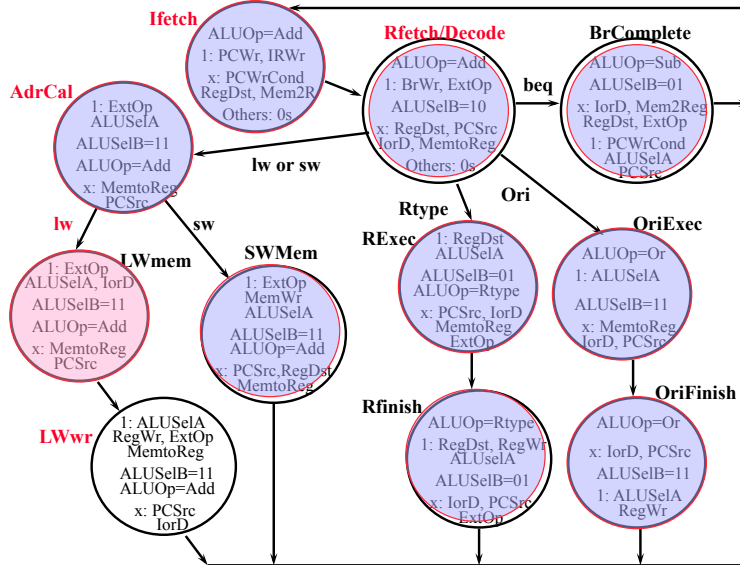 Ifetch
ALUOp=Add
1: PCWr, IRWr
x: PCWrCond
RegDst, Mem2R
Others: 0s
Rfetch/Decode
ALUOp=Add
1: BrWr, ExtOp
ALUSelB=10
x: RegDst, PCSrc
IorD, MemtoReg
Others: 0s
beq
BrComplete
ALUOp=Sub
ALUSelB=01
x: IorD, Mem2Reg
RegDst, ExtOp
1: PCWrCond
ALUSelA
PCSrc
AdrCal
1: ExtOp
ALUSelA
ALUSelB=11
ALUOp=Add
x: MemtoReg
PCSrc
lw or sw
Rtype
Ori
lw
sw
LWmem
1: ExtOp
ALUSelA, IorD
ALUSelB=11
ALUOp=Add
x: MemtoReg
PCSrc
SWMem
1: ExtOp
MemWr
ALUSelA
ALUSelB=11
ALUOp=Add
x: PCSrc,RegDst
MemtoReg
RExec
1: RegDst
ALUSelA
ALUSelB=01
ALUOp=Rtype
x: PCSrc, IorD
MemtoReg
ExtOp
OriExec
ALUOp=Or
1: ALUSelA
ALUSelB=11
x: MemtoReg
IorD, PCSrc
LWwr
1: ALUSelA
RegWr, ExtOp
MemtoReg
ALUSelB=11
ALUOp=Add
x: PCSrc
IorD
Rfinish
ALUOp=Rtype
1: RegDst, RegWr
ALUSelA
ALUSelB=01
x: IorD, PCSrc
ExtOp
OriFinish
ALUOp=Or
x: IorD, PCSrc
ALUSelB=11
1: ALUSelA
RegWr